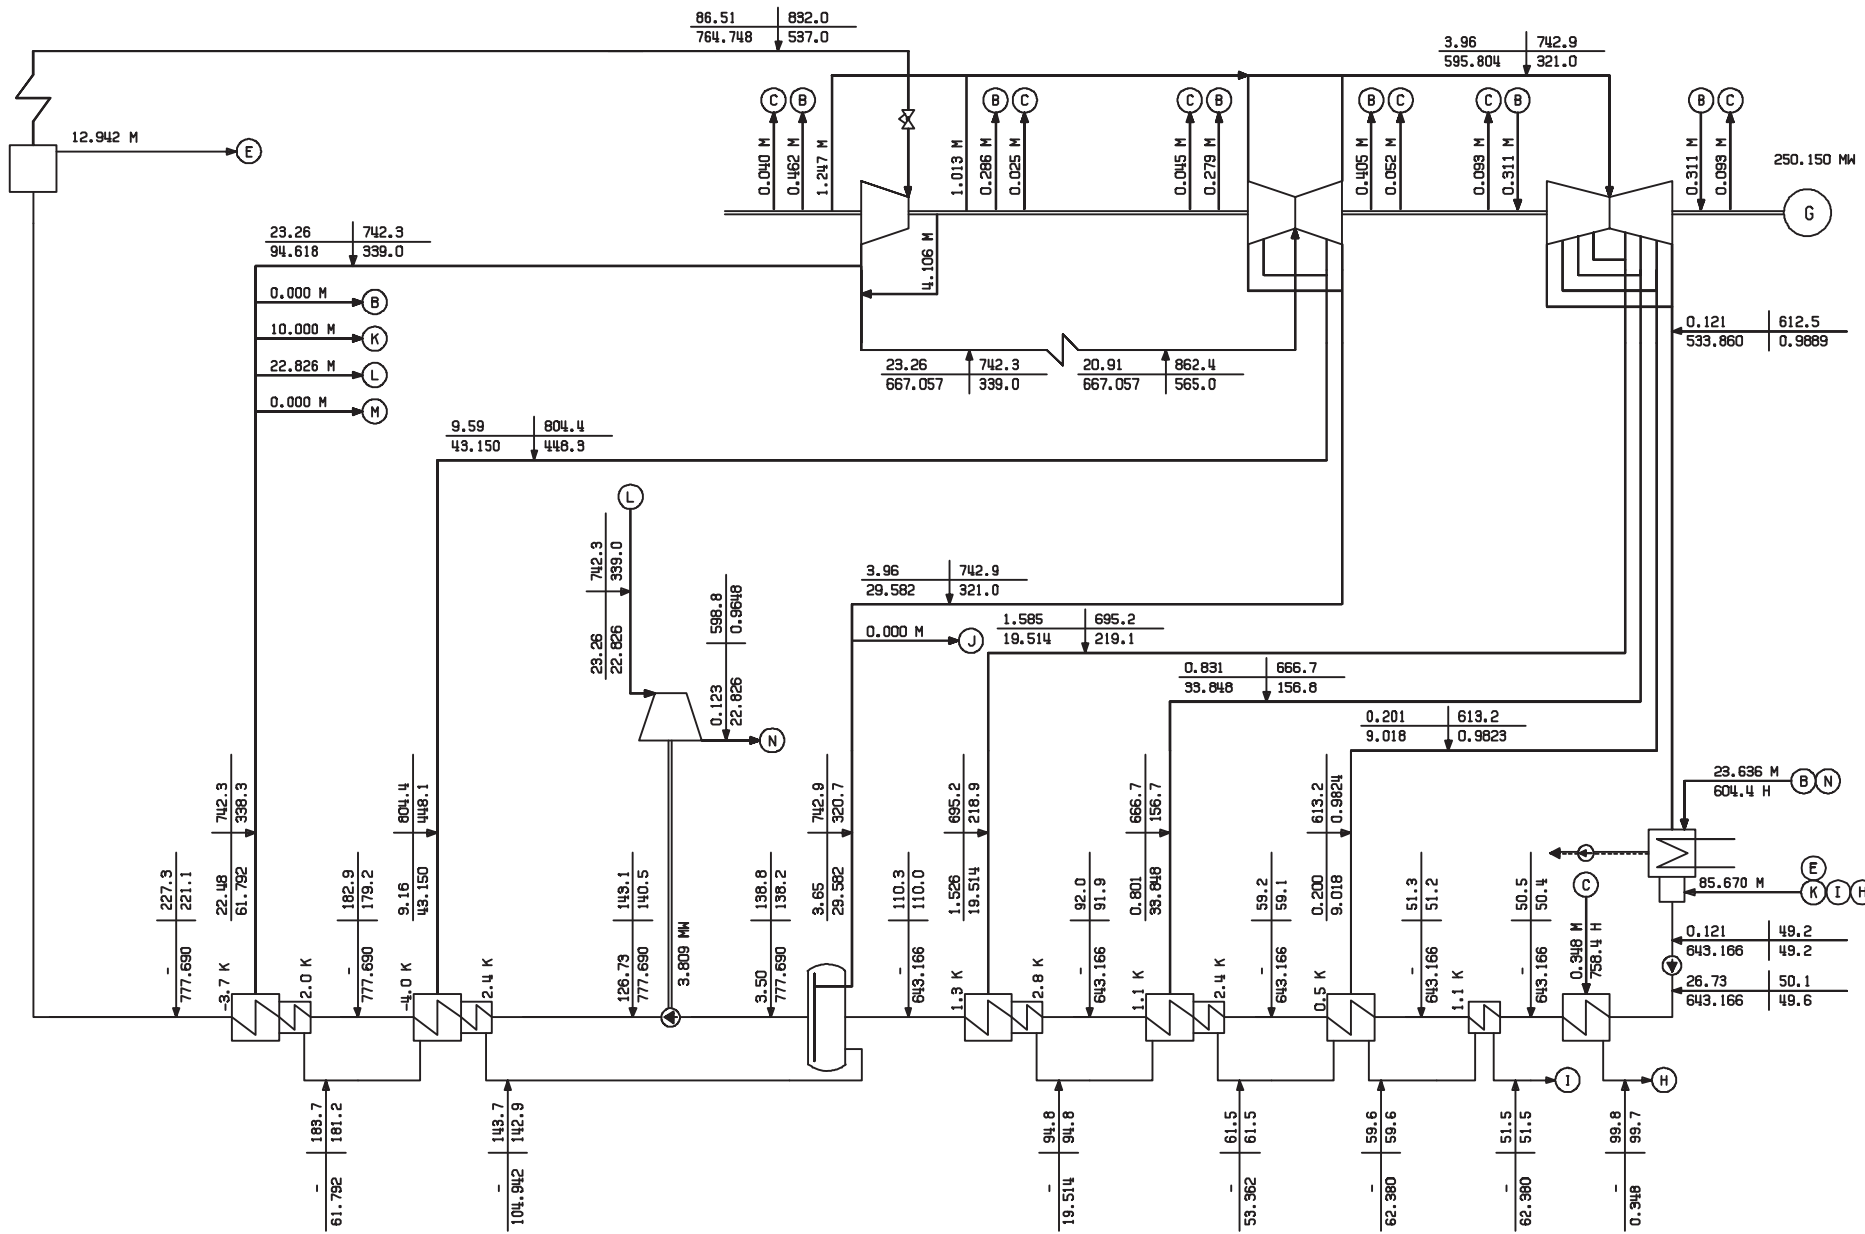 86.51 832.0
764.748 537.0
3.96 742.9
595.804 321.0
12.942 M
E
C
B
B
C
C
B
B
C
C
B
B
C
0.040 M
0.462 M
1.247 M
1.013 M
0.286 M
0.025 M
0.045 M
0.279 M
0.405 M
0.052 M
0.093 M
0.311 M
0.311 M
0.093 M
250.150 MW
G
4.106 M
23.26 742.3
94.618 339.0
0.000 M
B
10.000 M
K
22.826 M
L
0.000 M
M
23.26 742.3
667.057 339.0
20.91 862.4
667.057 565.0
0.121 612.5
533.860 0.9889
9.59 804.4
43.150 448.3
L
742.3
339.0
23.26
22.826
598.8
0.9648
0.123
22.826
N
3.809 MW
3.96 742.9
29.582 321.0
0.000 M
J
1.585 695.2
19.514 219.1
0.831 666.7
33.848 156.8
0.201 613.2
9.018 0.9823
23.636 M
604.4 H
B
N
E
85.670 M
K
I
H
C
0.348 M
758.4 H
0.121 49.2
643.166 49.2
26.73 50.1
643.166 49.6
227.3
221.1
-
777.690
742.3
338.3
22.48
61.792
-3.7 K
2.0 K
182.9
179.2
-
777.690
804.4
448.1
9.16
43.150
-4.0 K
2.4 K
143.1
140.5
126.73
777.690
138.8
138.2
3.50
777.690
742.9
320.7
3.65
29.582
110.3
110.0
-
643.166
695.2
218.9
1.526
19.514
1.3 K
2.8 K
92.0
91.9
-
643.166
666.7
156.7
0.801
33.848
1.1 K
2.4 K
59.2
59.1
-
643.166
613.2
0.9824
0.200
9.018
0.5 K
51.3
51.2
-
643.166
1.1 K
50.5
50.4
-
643.166
183.7
181.2
-
61.792
143.7
142.9
-
104.942
94.8
94.8
-
19.514
61.5
61.5
-
53.362
59.6
59.6
-
62.380
51.5
51.5
-
62.380
I
99.8
99.7
-
0.348
H